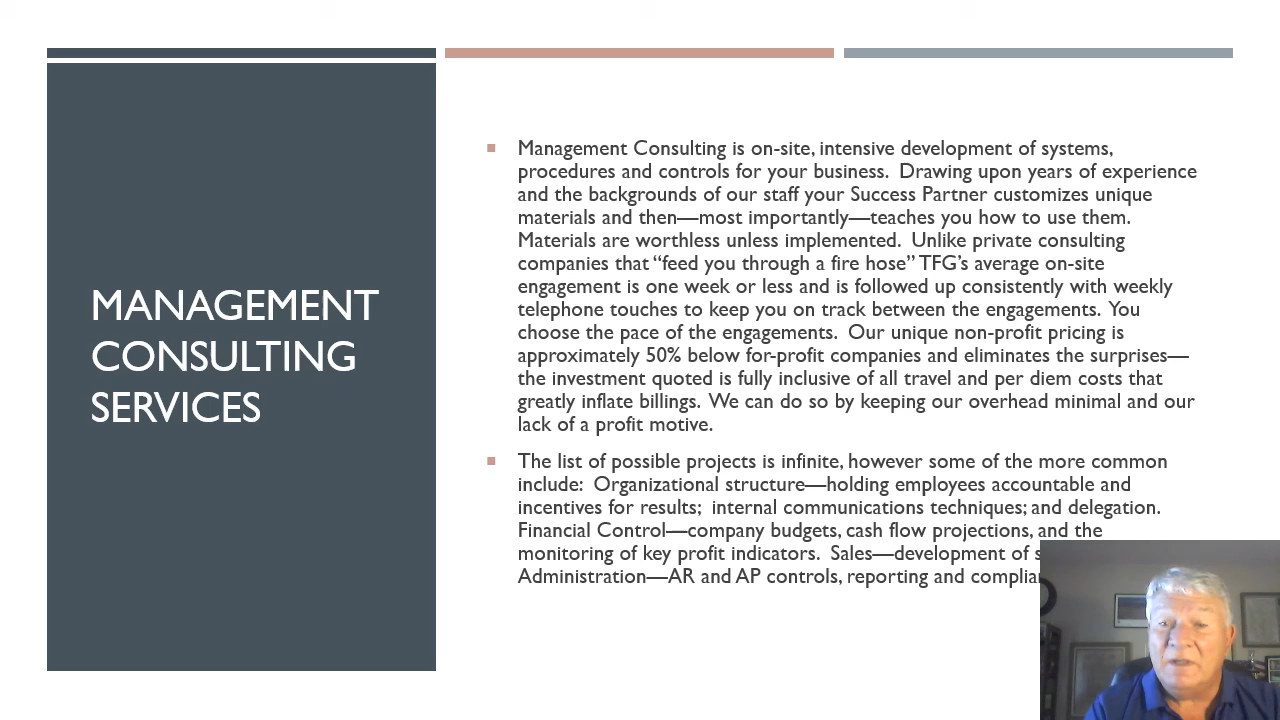 MANAGEMENT
CONSULTING
SERVICES
Management Consulting is on-site, intensive development of systems,
procedures and controls for your business.  Drawing upon years of experience
and the backgrounds of our staff your Success Partner customizes unique
materials and then—most importantly—teaches you how to use them.
Materials are worthless unless implemented.  Unlike private consulting
companies that “feed you through a fire hose” TFG’s average on-site
engagement is one week or less and is followed up consistently with weekly
telephone touches to keep you on track between the engagements.  You
choose the pace of the engagements.  Our unique non-profit pricing is
approximately 50% below for-profit companies and eliminates the surprises—
the investment quoted is fully inclusive of all travel and per diem costs that
greatly inflate billings.  We can do so by keeping our overhead minimal and our
lack of a profit motive.
The list of possible projects is infinite, however some of the more common
include:  Organizational structure—holding employees accountable and
incentives for results;  internal communications techniques; and delegation.
Financial Control—company budgets, cash flow projections, and the
monitoring of key profit indicators.  Sales—development of
Administration—AR and AP controls, reporting and